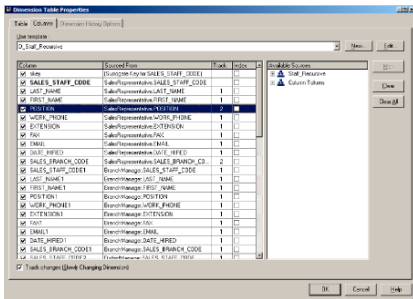 Dimension Table Properties
Table Columns Dimension History Options
Use template
D_Staff_Recursive New... Edit...
Column Sourced From Track Index Available Sources
skey (Surrogate Key for SALES_STAFF_CODE) Staff_Recursive
SALES_STAFF_CODE SalesRepresentative.SALES_STAFF_CODE Column Tokens
LAST_NAME SalesRepresentative.LAST_NAME 1
FIRST_NAME SalesRepresentative.FIRST_NAME 1 Clear
POSITION SalesRepresentative.POSITION 2 Clear All
WORK_PHONE SalesRepresentative.WORK_PHONE 1
EXTENSION SalesRepresentative.EXTENSION 1
FAX SalesRepresentative.FAX 1
EMAIL SalesRepresentative.EMAIL 1
DATE_HIRED SalesRepresentative.DATE_HIRED 1
SALES_BRANCH_CODE SalesRepresentative.SALES_BRANCH_CO... 2
SALES_STAFF_CODE1 BranchManager.SALES_STAFF_CODE 1
LAST_NAME1 BranchManager.LAST_NAME 1
FIRST_NAME1 BranchManager.FIRST_NAME 1
POSITION1 BranchManager.POSITION 1
WORK_PHONE1 BranchManager.WORK_PHONE 1
EXTENSION1 BranchManager.EXTENSION 1
FAX1 BranchManager.FAX 1
EMAIL1 BranchManager.EMAIL 1
DATE_HIRED1 BranchManager.DATE_HIRED 1
SALES_BRANCH_CODE1 BranchManager.SALES_BRANCH_CODE 1
Track changes (Slowly Changing Dimension)
OK Cancel Help